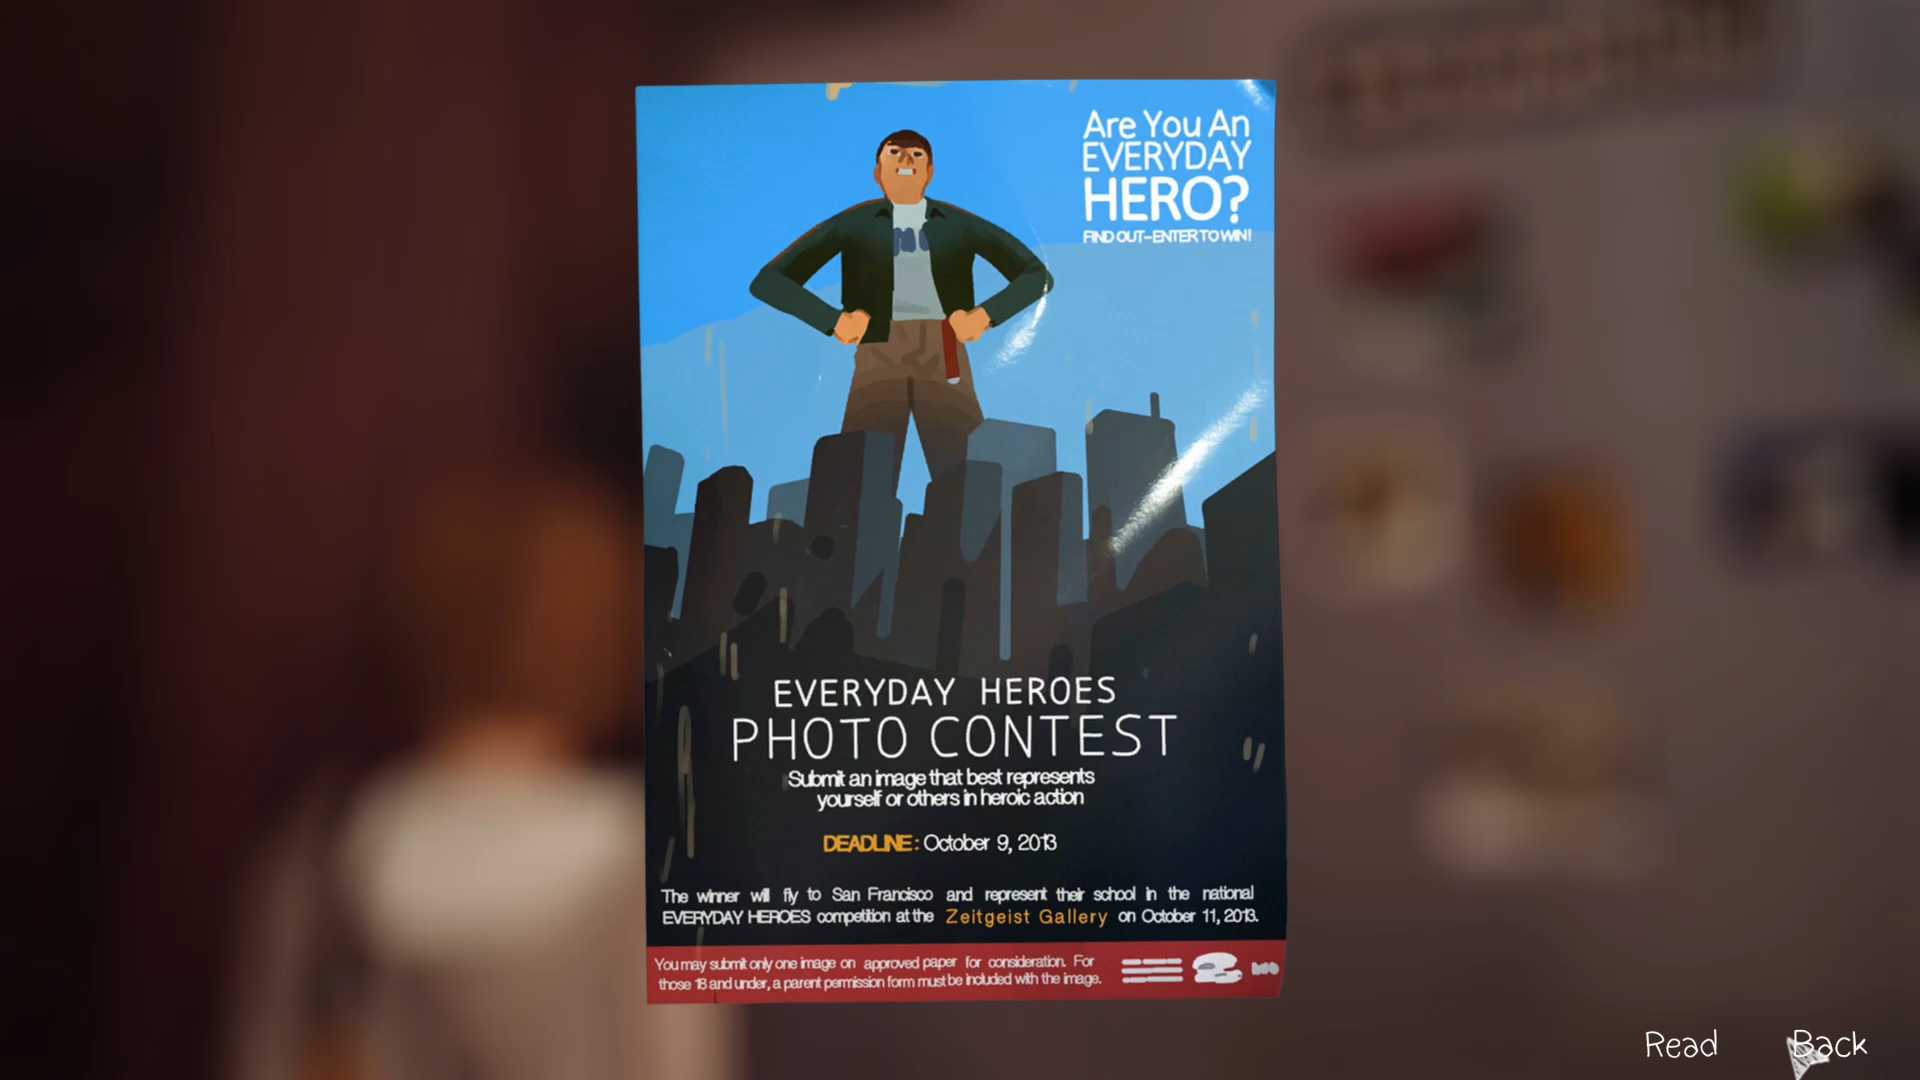 Are You An
EVERYDAY
HERO?
FIND OUT-ENTER TO WIN!
EVERYDAY HEROES
PHOTO CONTEST
Submit an image that best represents
yourself or others in heroic action
DEADLINE: October 9, 2013
The winner will fly to San Francisco and represent their school in the national
EVERYDAY HEROES competition at the Zeitgeist Gallery on October 11, 2013.
You may submit only one image on approved paper for consideration. For
those 18 and under, a parent permission form must be included with the image.
Read
Back